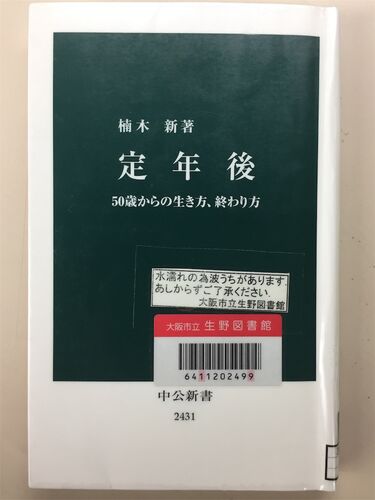 楠木 新著
定年後
50歳からの生き方、終わり方
水濡れの為波うちがあります。
あしからずご了承ください。
大阪市立生野図書館
大阪市立 生野図書館
6411202499
中公新書
2431